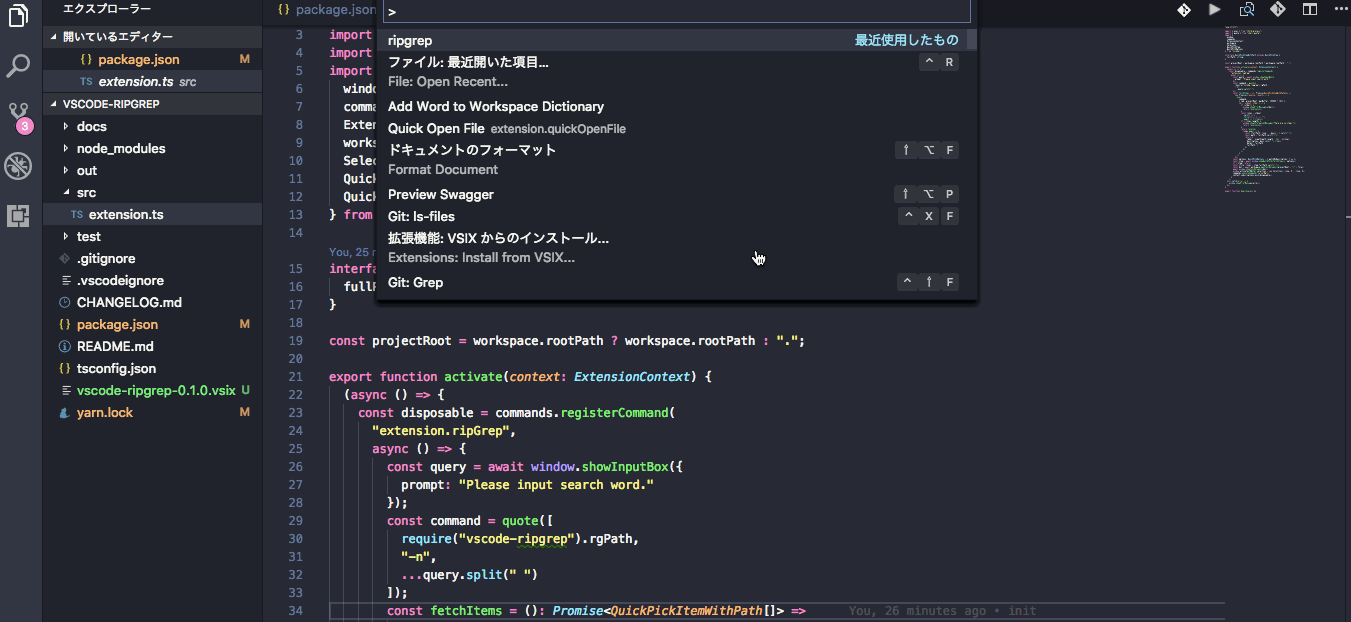 エクスプローラー
開いているエディター
{} package.json M
TS extension.ts src
VSCODE-RIPGREP
docs
node_modules
out
src
TS extension.ts
test
.gitignore
.vscodeignore
CHANGELOG.md
{} package.json M
README.md
{} tsconfig.json
vscode-ripgrep-0.1.0.vsix U
yarn.lock M
3
{} package.json
>
ripgrep 最近使用したもの
ファイル: 最近開いた項目... ^ R
File: Open Recent...
Add Word to Workspace Dictionary
Quick Open File extension.quickOpenFile
ドキュメントのフォーマット ⇧ ⌥ F
Format Document
Preview Swagger ⇧ ⌥ P
Git: ls-files ^ X F
拡張機能: VSIX からのインストール...
Extensions: Install from VSIX...
Git: Grep ^ ⇧ F
3 import
4 import
5 import
6 windo
7 comma
8 Exten
9 works
10 Selec
11 Quick
12 Quick
13 } from
14
You, 25 m
15 interfa
16 fullP
17 }
18
19 const projectRoot = workspace.rootPath ? workspace.rootPath : ".";
20
21 export function activate(context: ExtensionContext) {
22 (async () => {
23 const disposable = commands.registerCommand(
24 "extension.ripGrep",
25 async () => {
26 const query = await window.showInputBox({
27 prompt: "Please input search word."
28 });
29 const command = quote([
30 require("vscode-ripgrep").rgPath,
31 "-n",
32 ...query.split(" ")
33 ]);
34 const fetchItems = (): Promise<QuickPickItemWithPath[]> => You, 26 minutes ago • init